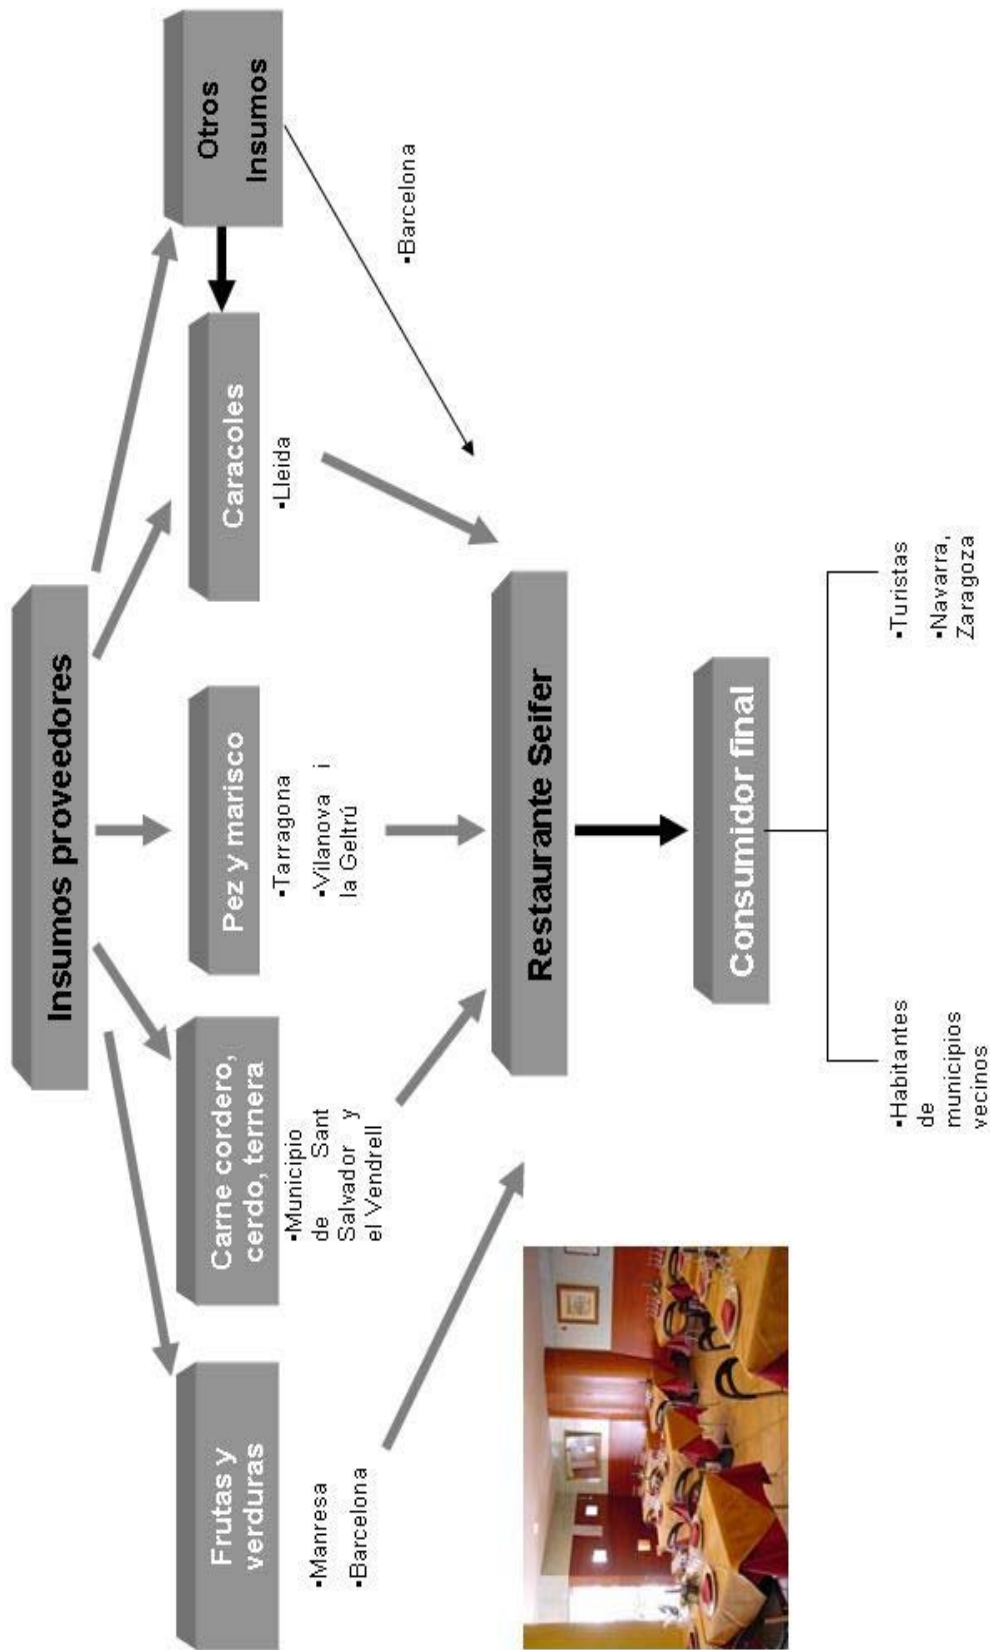 Insumos proveedores
Frutas y
verduras
▪Manresa
▪Barcelona
Carne cordero,
cerdo, ternera
▪Municipio
de Sant
Salvador y
el Vendrell
Pez y marisco
▪Tarragona
▪Vilanova i
la Geltrú
Caracoles
▪Lleida
Otros
Insumos
▪Barcelona
Restaurante Seifer
Consumidor final
▪Habitantes
de
municipios
vecinos
▪Turistas
▪Navarra,
Zaragoza